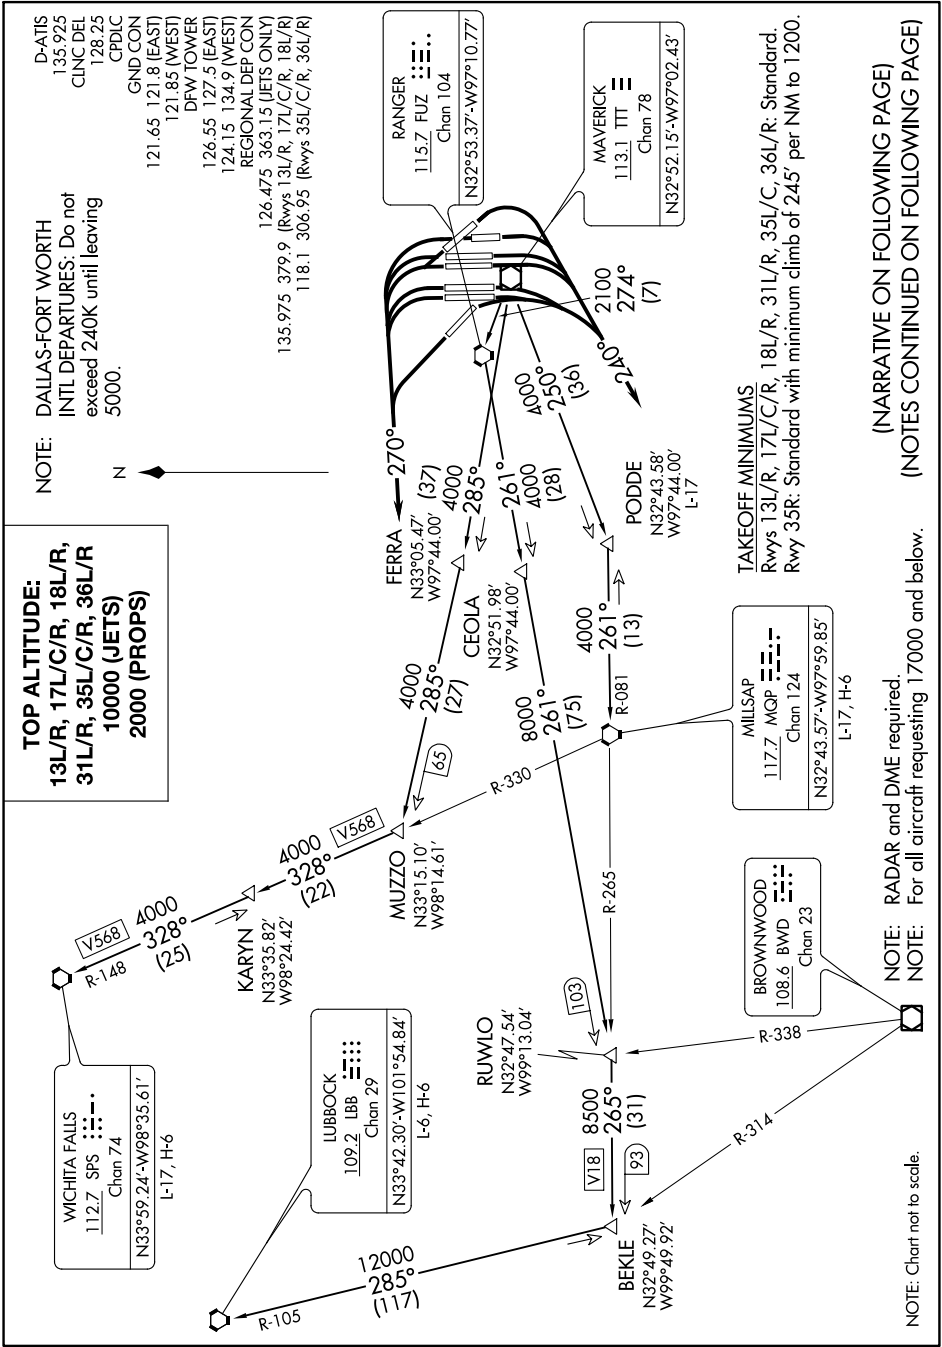 TOP ALTITUDE:
13L/R, 17L/C/R, 18L/R,
31L/R, 35L/C/R, 36L/R
10000 (JETS)
2000 (PROPS)
NOTE: DALLAS-FORT WORTH
INTL DEPARTURES: Do not
exceed 240K until leaving
5000.
N
D-ATIS
135.925
CLNC DEL
128.25
CPDLC
GND CON
121.65 121.8 (EAST)
121.85 (WEST)
DFW TOWER
126.55 127.5 (EAST)
124.15 134.9 (WEST)
REGIONAL DEP CON
126.475 363.15 (JETS ONLY)
135.975 379.9 (Rwys 13L/R, 17L/C/R, 18L/R)
118.1 306.95 (Rwys 35L/C/R, 36L/R)
WICHITA FALLS
112.7 SPS
Chan 74
N33°59.24'-W98°35.61'
L-17, H-6
R-148
V568
4000
328°
(25)
KARYN
N33°35.82'
W98°24.42'
4000
328°
(22)
V568
MUZZO
N33°15.10'
W98°14.61'
65
4000
285°
(27)
FERRA
N33°05.47'
W97°44.00'
(37)
4000
285°
270°
RANGER
115.7 FUZ
Chan 104
N32°53.37'-W97°10.77'
LUBBOCK
109.2 LBB
Chan 29
N33°42.30'-W101°54.84'
L-6, H-6
R-105
12000
285°
(117)
RUWLO
N32°47.54'
W99°13.04'
103
8000
261°
(75)
CEOLA
N32°51.98'
W97°44.00'
261°
4000
(28)
4000
250°
(36)
2100
274°
(7)
240°
MAVERICK
113.1 TTT
Chan 78
N32°52.15'-W97°02.43'
BEKLE
N32°49.27'
W99°49.92'
V18
93
8500
265°
(31)
R-265
R-330
R-081
4000
261°
(13)
PODDE
N32°43.58'
W97°44.00'
L-17
R-314
R-338
BROWNWOOD
108.6 BWD
Chan 23
MILLSAP
117.7 MQP
Chan 124
N32°43.57'-W97°59.85'
L-17, H-6
TAKEOFF MINIMUMS
Rwys 13L/R, 17L/C/R, 18L/R, 31L/R, 35L/C, 36L/R: Standard.
Rwy 35R: Standard with minimum climb of 245' per NM to 1200.
NOTE: RADAR and DME required.
NOTE: For all aircraft requesting 17000 and below.
(NARRATIVE ON FOLLOWING PAGE)
(NOTES CONTINUED ON FOLLOWING PAGE)
NOTE: Chart not to scale.